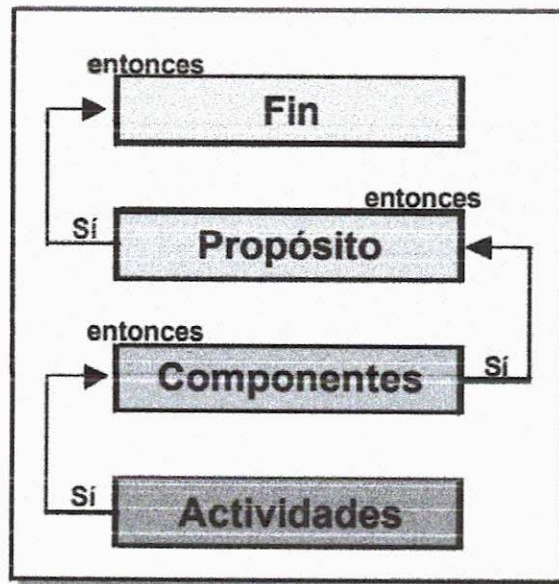 entonces
Fin
entonces
Sí
Propósito
entonces
Componentes
Sí
Sí
Actividades